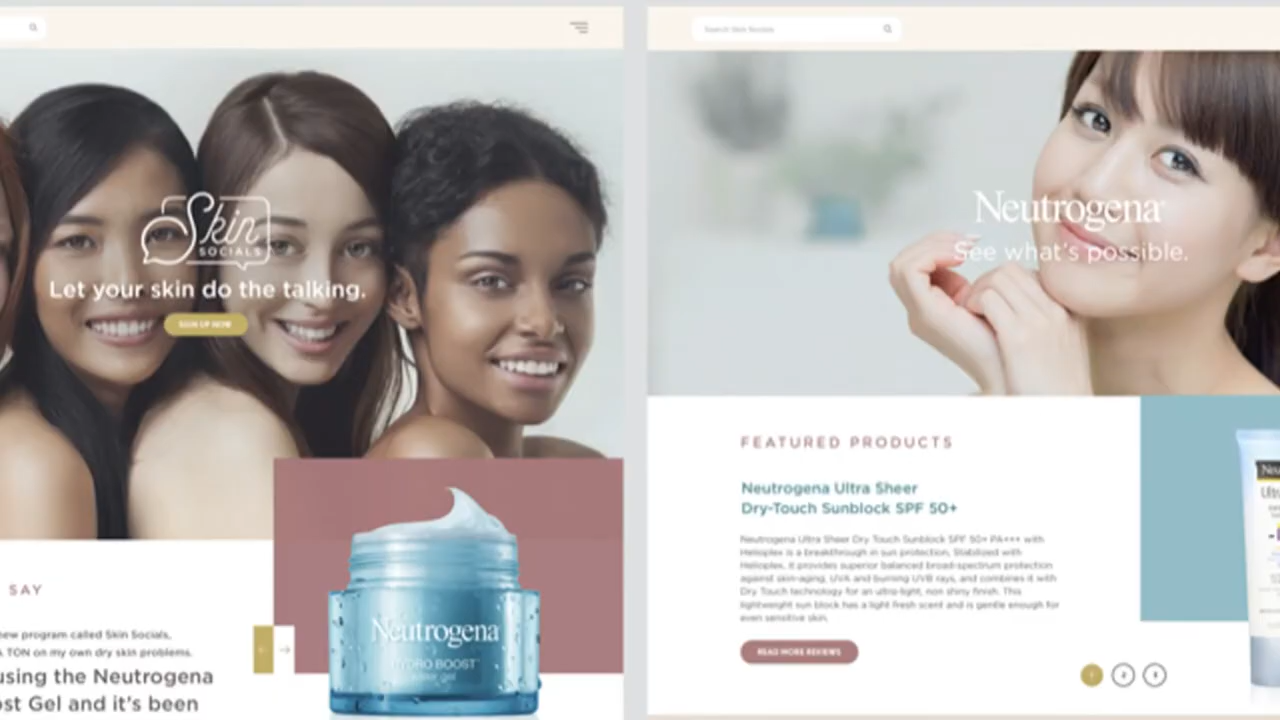 Skin
SOCIALS
Let your skin do the talking.
SIGN UP NOW
SAY
new program called Skin Socials,
A TON on my own dry skin problems.
using the Neutrogena
ost Gel and it's been
Neutrogena
HYDRO BOOST
water gel
Search Skin Socials
Neutrogena
See what's possible.
FEATURED PRODUCTS
Neutrogena Ultra Sheer
Dry-Touch Sunblock SPF 50+
Neutrogena Ultra Sheer Dry Touch Sunblock SPF 50+ PA+++ with
Helioplex is a breakthrough in sun protection. Stabilized with
Helioplex, it provides superior balanced broad-spectrum protection
against skin-aging, UVA and burning UVB rays, and combines it with
Dry Touch technology for an ultra-light, non shiny finish. This
lightweight sun block has a light fresh scent and is gentle enough for
even sensitive skin.
READ MORE REVIEWS
1 2 3
Neu
Ultr